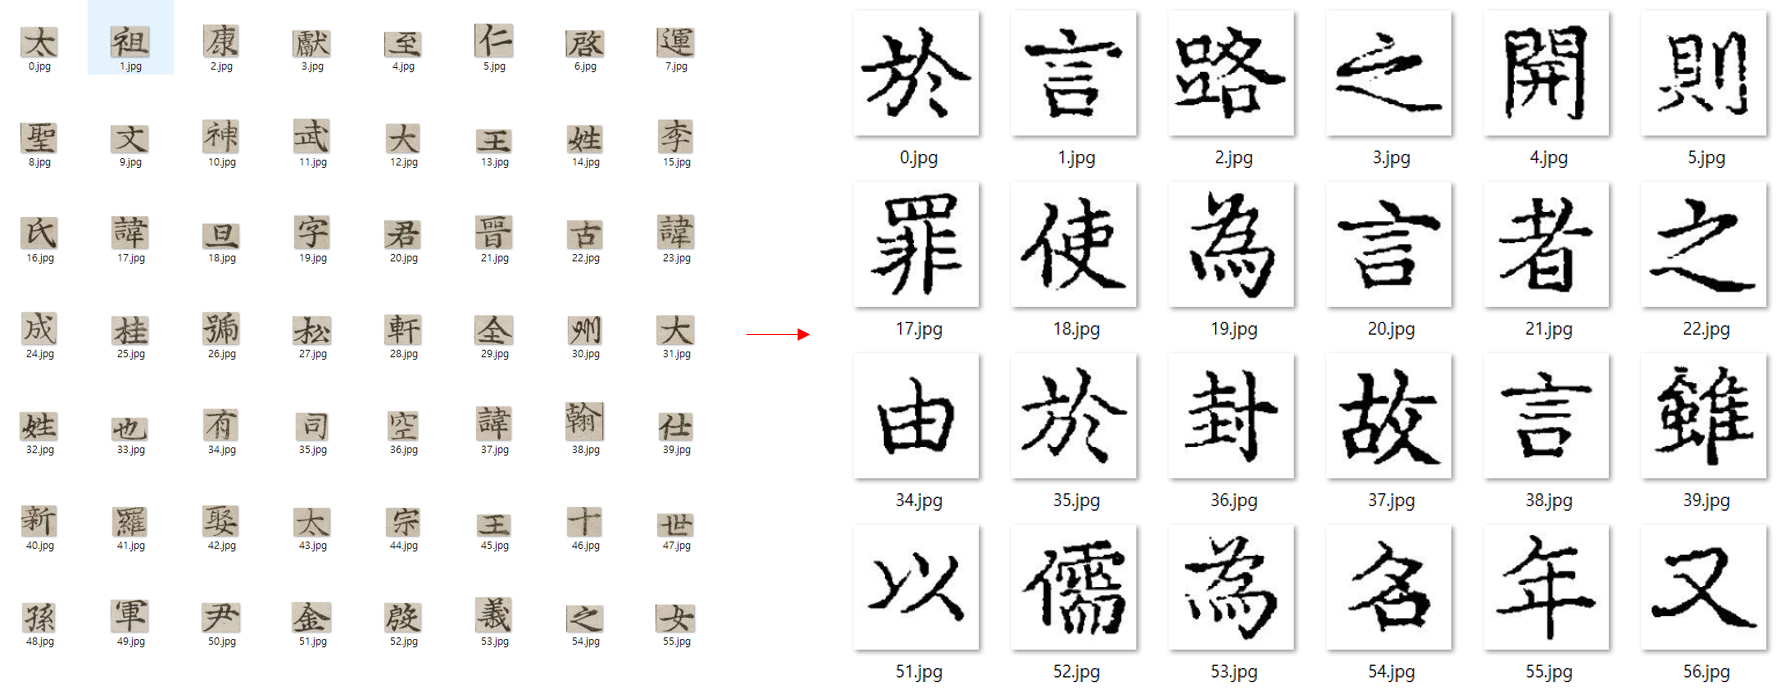 太 祖 康 獻 至 仁 啓 運
0.jpg 1.jpg 2.jpg 3.jpg 4.jpg 5.jpg 6.jpg 7.jpg
聖 文 神 武 大 王 姓 李
8.jpg 9.jpg 10.jpg 11.jpg 12.jpg 13.jpg 14.jpg 15.jpg
氏 諱 旦 字 君 晋 古 諱
16.jpg 17.jpg 18.jpg 19.jpg 20.jpg 21.jpg 22.jpg 23.jpg
成 桂 號 松 軒 全 州 大
24.jpg 25.jpg 26.jpg 27.jpg 28.jpg 29.jpg 30.jpg 31.jpg
姓 也 有 司 空 諱 翰 仕
32.jpg 33.jpg 34.jpg 35.jpg 36.jpg 37.jpg 38.jpg 39.jpg
新 羅 娶 太 宗 王 十 世
40.jpg 41.jpg 42.jpg 43.jpg 44.jpg 45.jpg 46.jpg 47.jpg
孫 軍 尹 金 殷 義 之 女
48.jpg 49.jpg 50.jpg 51.jpg 52.jpg 53.jpg 54.jpg 55.jpg
於 言 路 之 開 則
0.jpg 1.jpg 2.jpg 3.jpg 4.jpg 5.jpg
罪 使 為 言 者 之
17.jpg 18.jpg 19.jpg 20.jpg 21.jpg 22.jpg
由 於 封 故 言 雖
34.jpg 35.jpg 36.jpg 37.jpg 38.jpg 39.jpg
以 儒 為 名 年 又
51.jpg 52.jpg 53.jpg 54.jpg 55.jpg 56.jpg